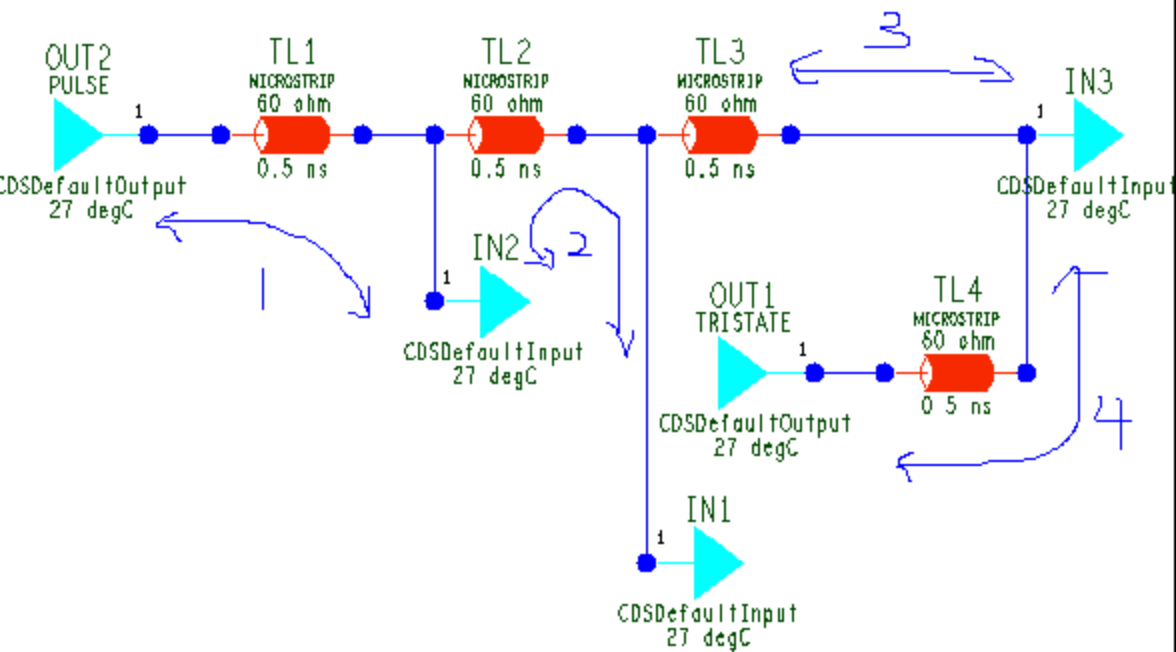 OUT2
PULSE
1
CDSDefaultOutput
27 degC
TL1
MICROSTRIP
60 ohm
0.5 ns
TL2
MICROSTRIP
60 ohm
0.5 ns
TL3
MICROSTRIP
60 ohm
0.5 ns
3
IN3
1
CDSDefaultInput
27 degC
1
IN2
1
CDSDefaultInput
27 degC
2
OUT1
TRISTATE
1
CDSDefaultOutput
27 degC
TL4
MICROSTRIP
60 ohm
0 5 ns
4
IN1
1
CDSDefaultInput
27 degC